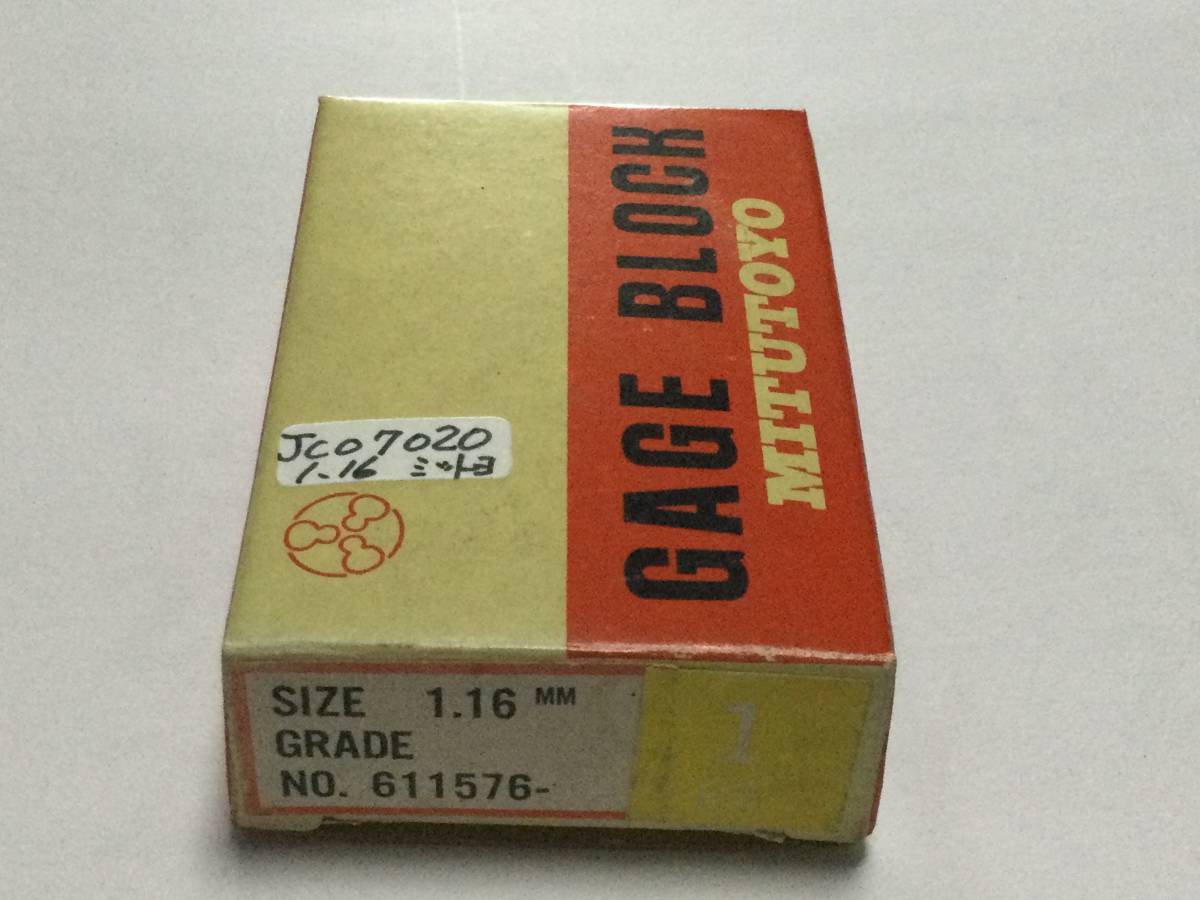 GAGE BLOCK
MITUTOYO
JC07020
1.16 ミットヨ
SIZE 1.16 MM
GRADE
NO. 611576-
1